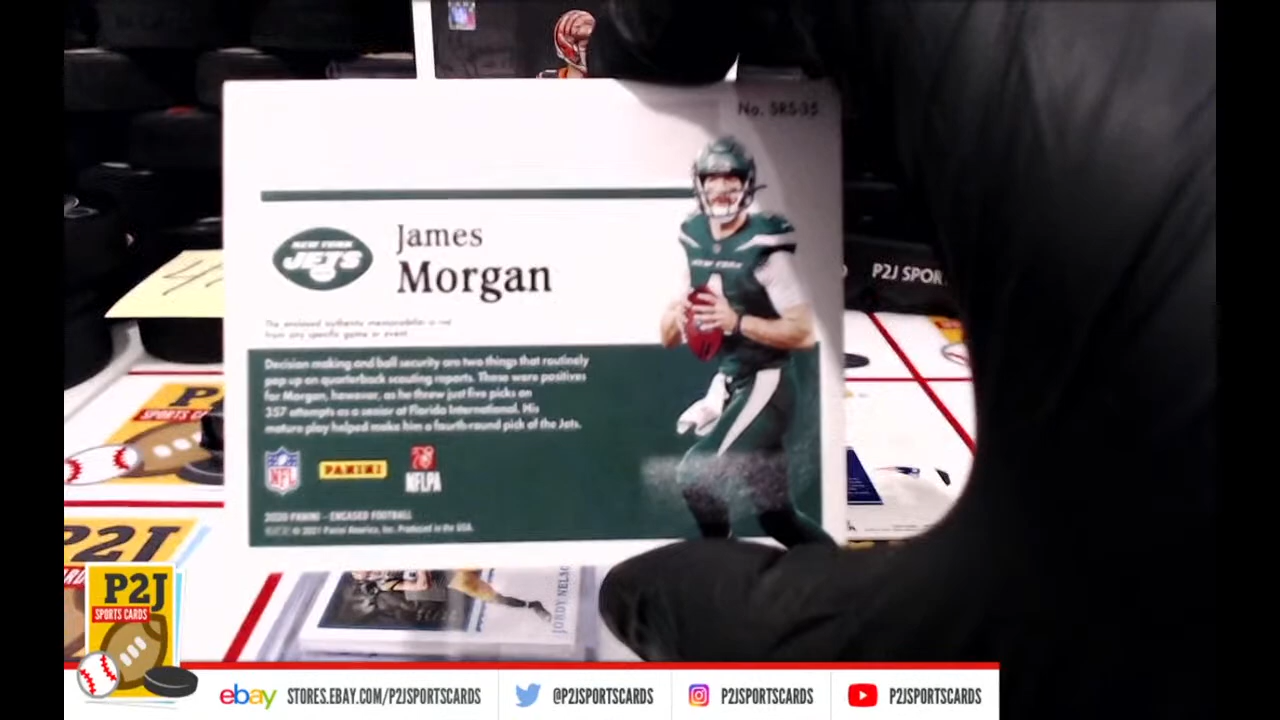 No. SRS-35
NEW YORK
JETS
James
Morgan
NEW YORK
The enclosed authentic memorabilia is not
from any specific game or event
Decision making and ball security are two things that routinely
pop up on quarterback scouting reports. Those were positives
for Morgan, however, as he threw just five picks on
357 attempts as a senior at Florida International. His
mature play helped make him a fourth-round pick of the Jets.
NFL
PANINI
NFLPA
2020 PANINI – ENCASED FOOTBALL
© 2021 Panini America, Inc. Produced in the USA.
P2J SPOR
SPORTS CARDS
P2J
JORDY NELSO
P2J
SPORTS CARDS
ebay STORES.EBAY.COM/P2JSPORTSCARDS
@P2JSPORTSCARDS
P2JSPORTSCARDS
P2JSPORTSCARDS